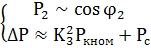 P₂ ~ cos φ₂
ΔP ≈ K₃²Pкном + Pс